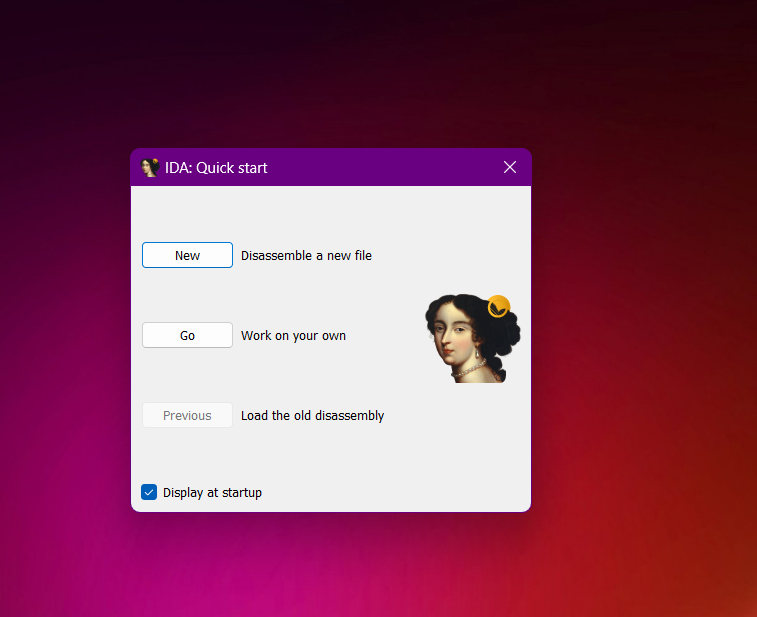 IDA: Quick start
New Disassemble a new file
Go Work on your own
Previous Load the old disassembly
Display at startup